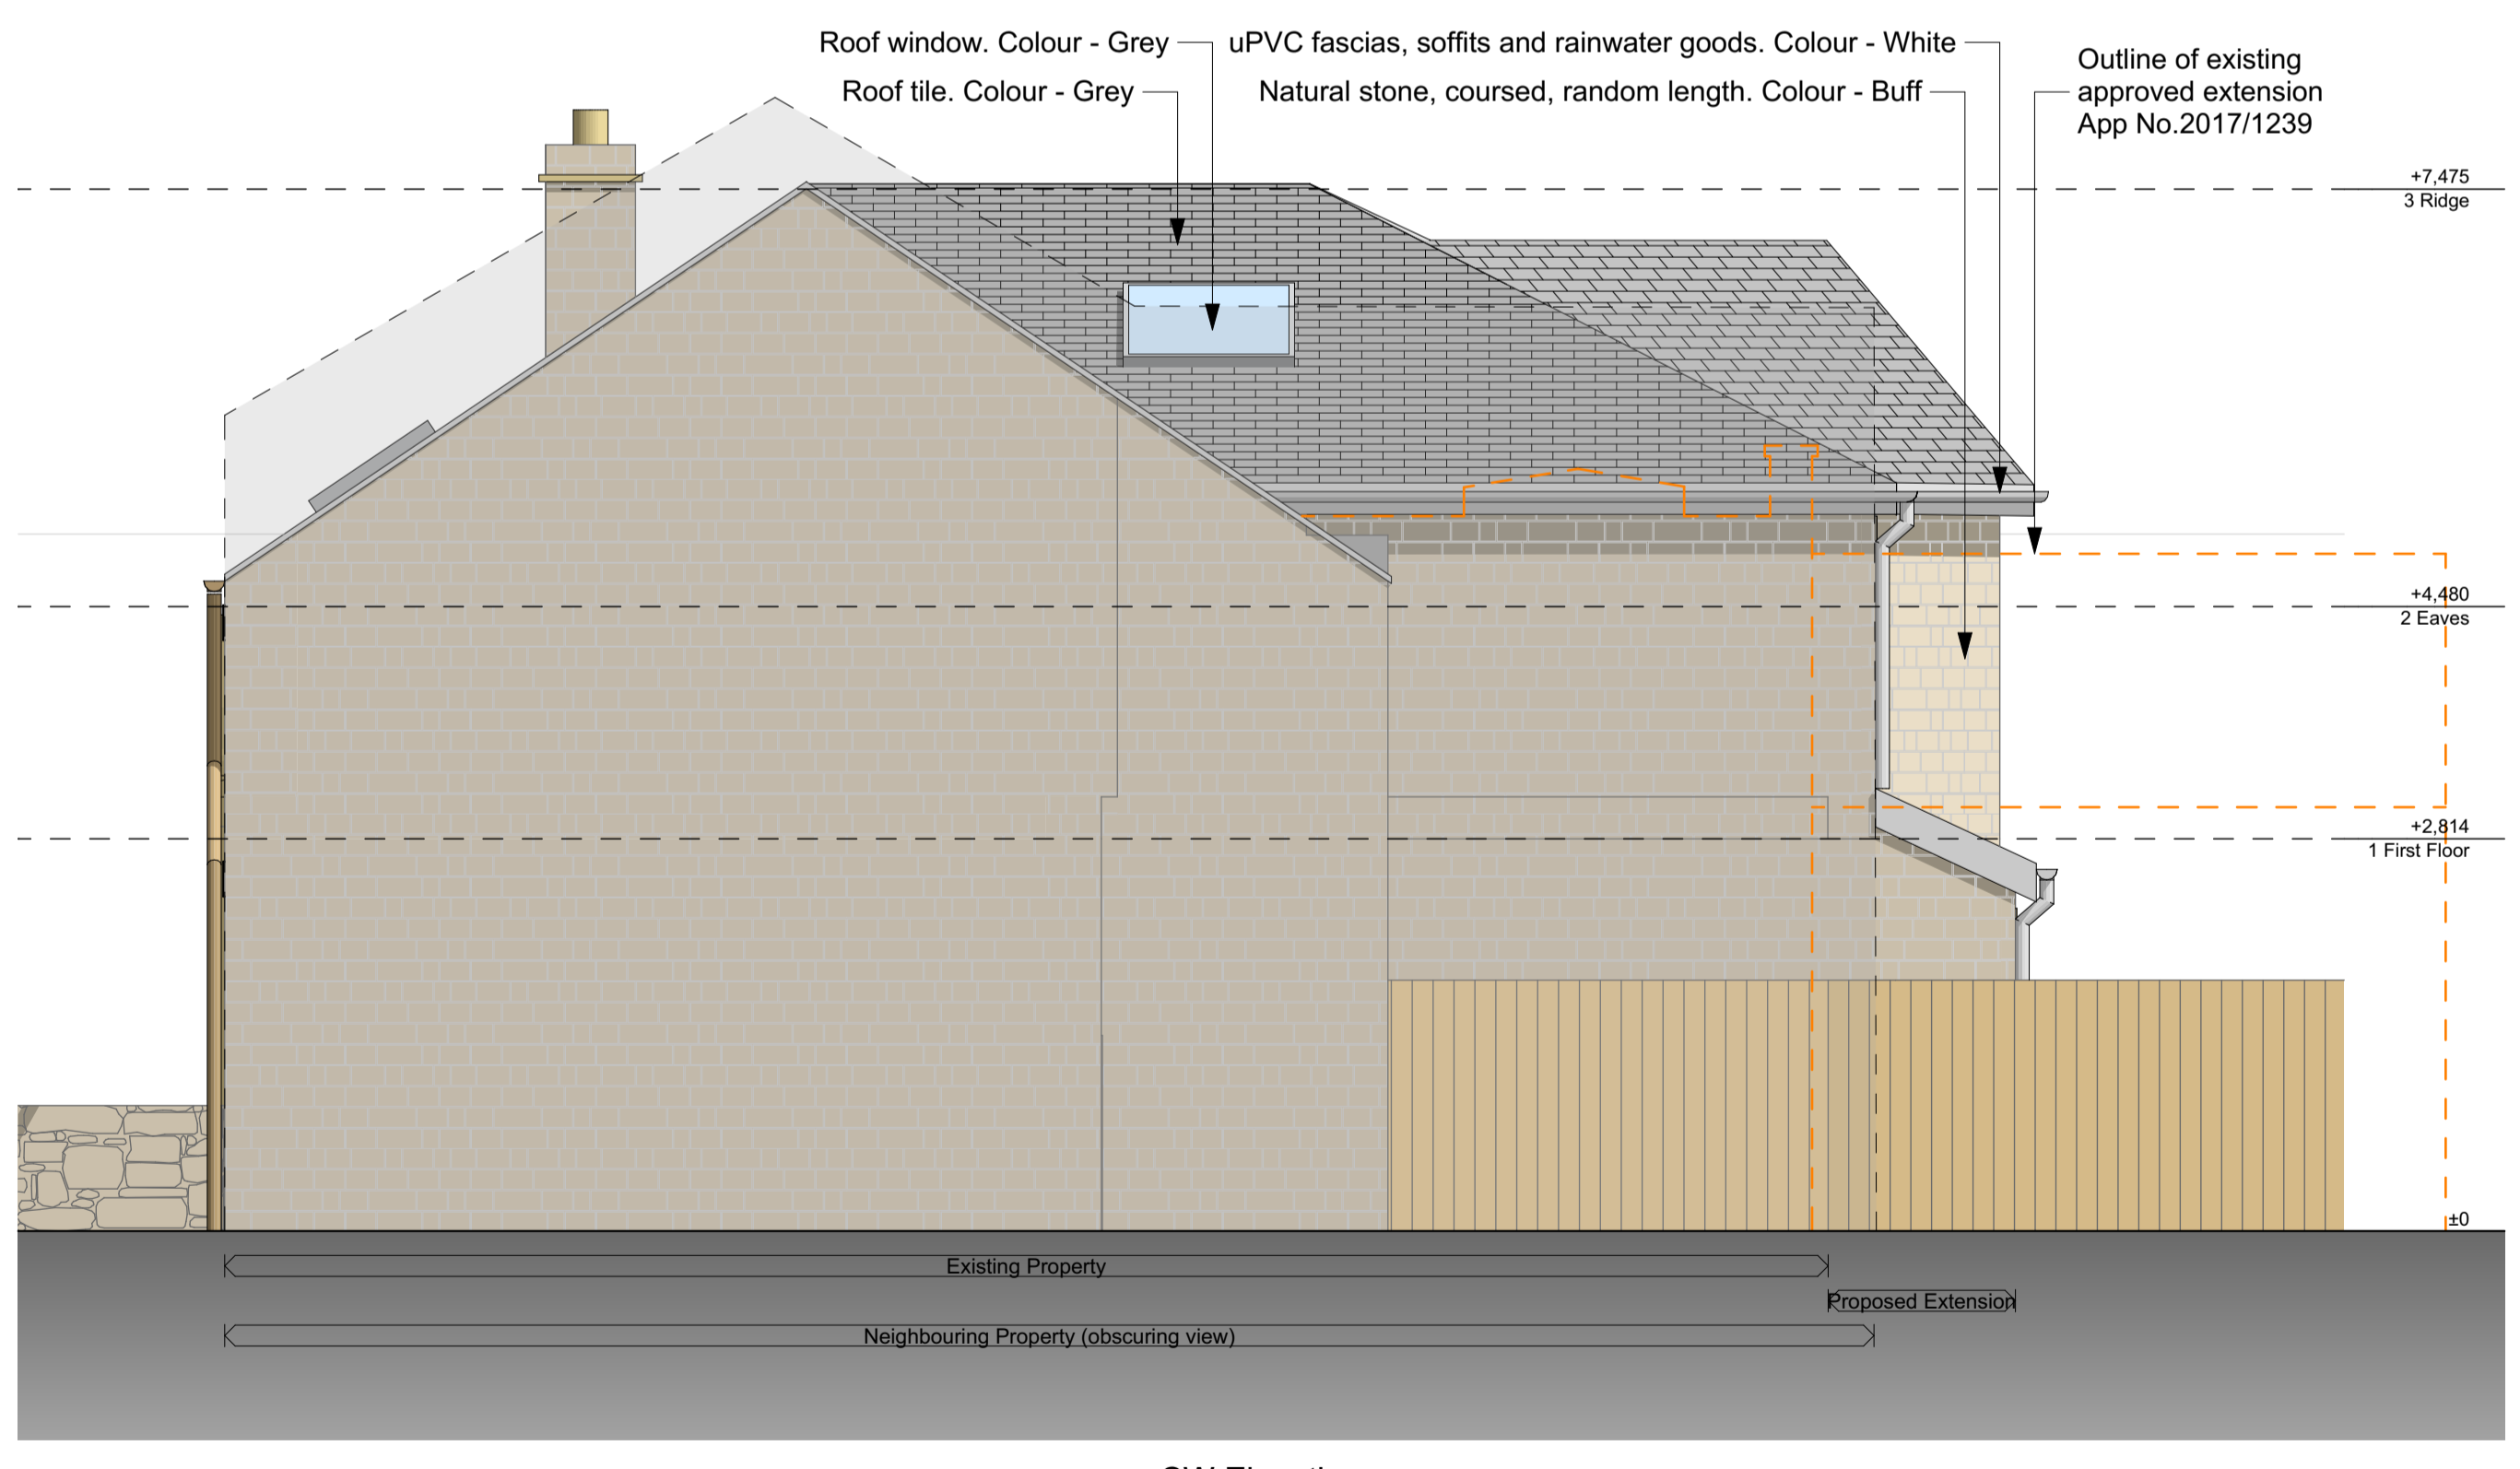 Roof window. Colour - Grey
uPVC fascias, soffits and rainwater goods. Colour - White
Roof tile. Colour - Grey
Natural stone, coursed, random length. Colour - Buff
Outline of existing
approved extension
App No.2017/1239
+7,475
3 Ridge
+4,480
2 Eaves
+2,814
1 First Floor
±0
Existing Property
Proposed Extension
Neighbouring Property (obscuring view)